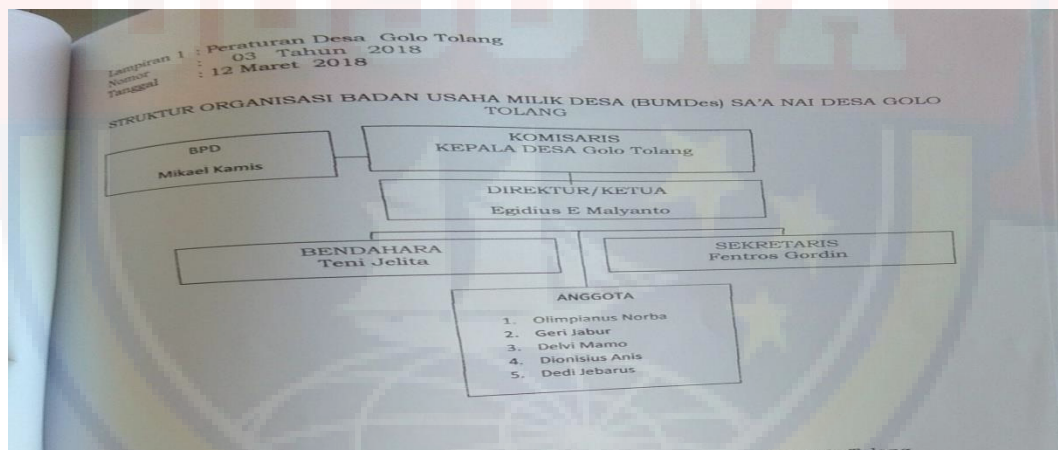 Lampiran 1 : Peraturan Desa Golo Tolang
Nomor : 03 Tahun 2018
Tanggal : 12 Maret 2018
STRUKTUR ORGANISASI BADAN USAHA MILIK DESA (BUMDes) SA'A NAI DESA GOLO
TOLANG
BPD
Mikael Kamis
KOMISARIS
KEPALA DESA Golo Tolang
DIREKTUR/KETUA
Egidius E Malyanto
BENDAHARA
Teni Jelita
SEKRETARIS
Fentros Gordin
ANGGOTA
1. Olimpianus Norba
2. Geri Jabur
3. Delvi Mamo
4. Dionisius Anis
5. Dedi Jebarus